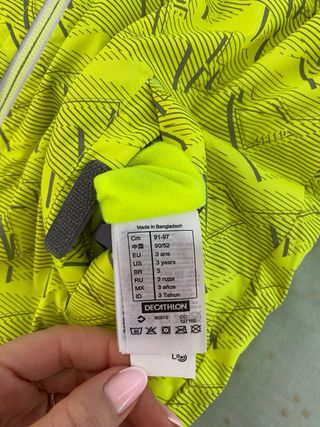 Made in Bangladesh
Cm 91-97
中国 90/52
EU 3 ans
US 3 years
BR 3
RU 3 года
MX 3 años
ID 3 Tahun
DECATHLON